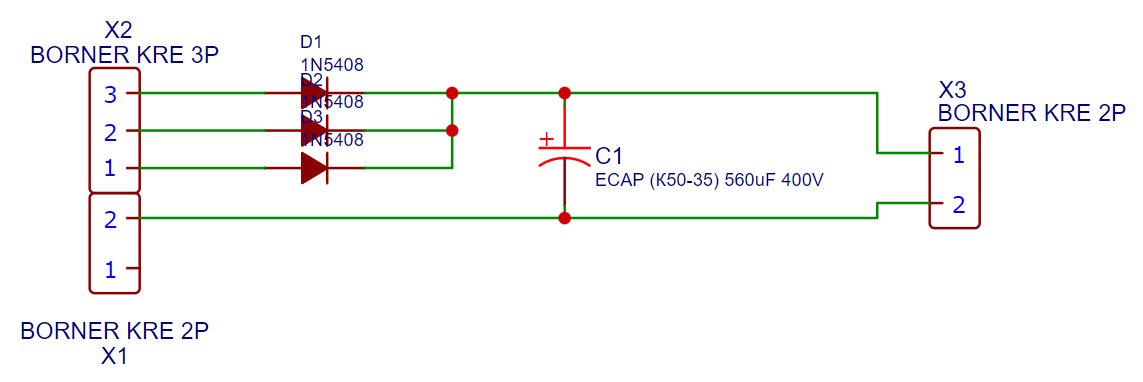 X2
BORNER KRE 3P
3
2
1
2
1
BORNER KRE 2P
X1
D1
1N5408
D2
1N5408
D3
1N5408
+
C1
ECAP (K50-35) 560uF 400V
X3
BORNER KRE 2P
1
2